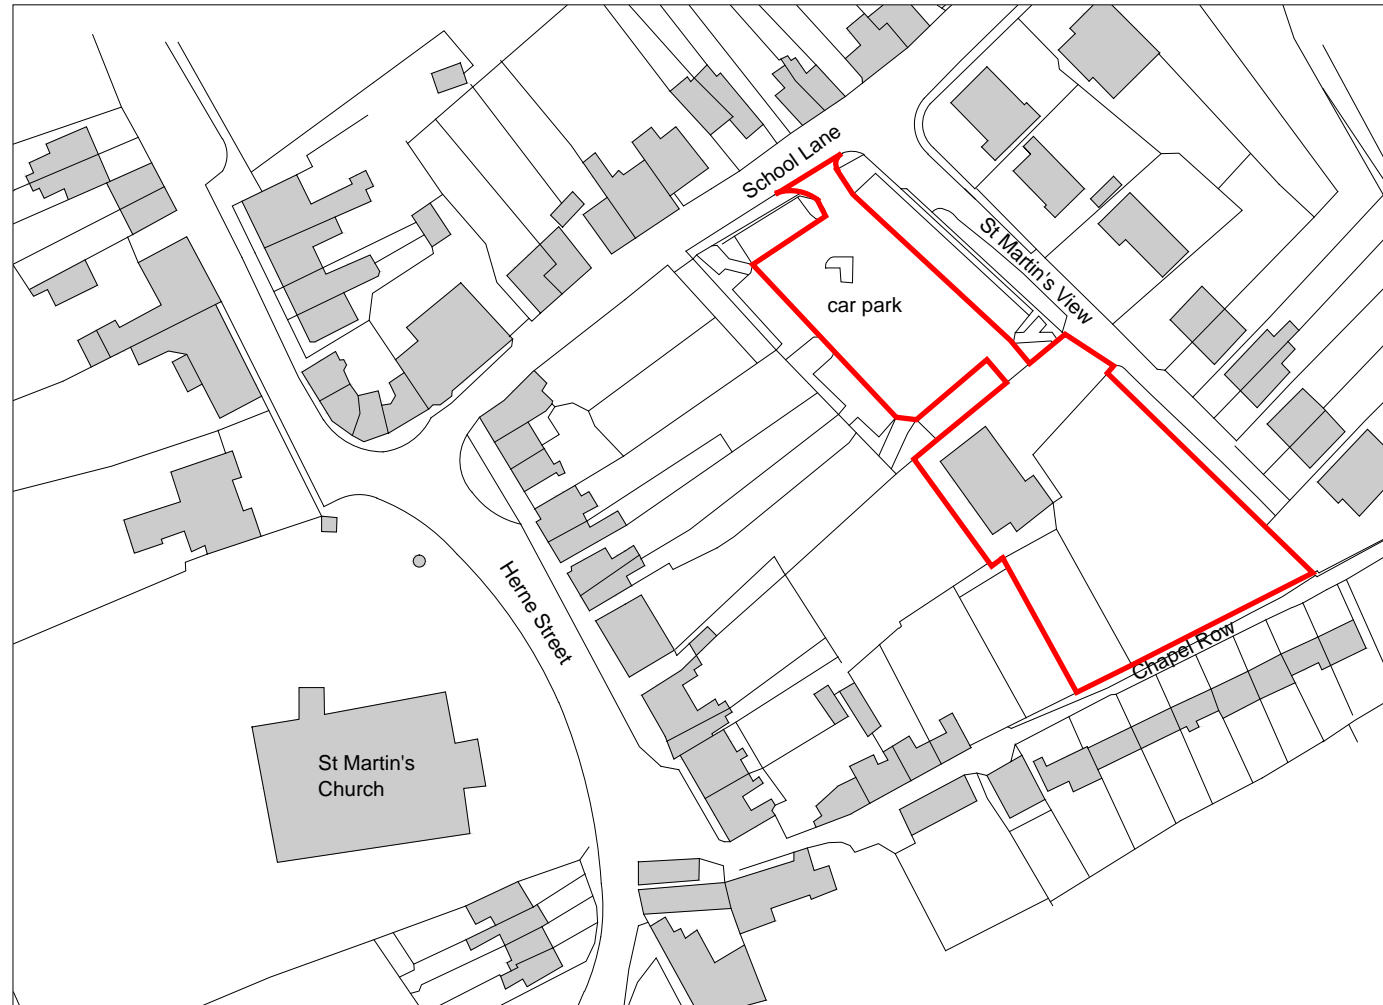 School Lane
St Martin's View
car park
Herne Street
Chapel Row
St Martin's
Church